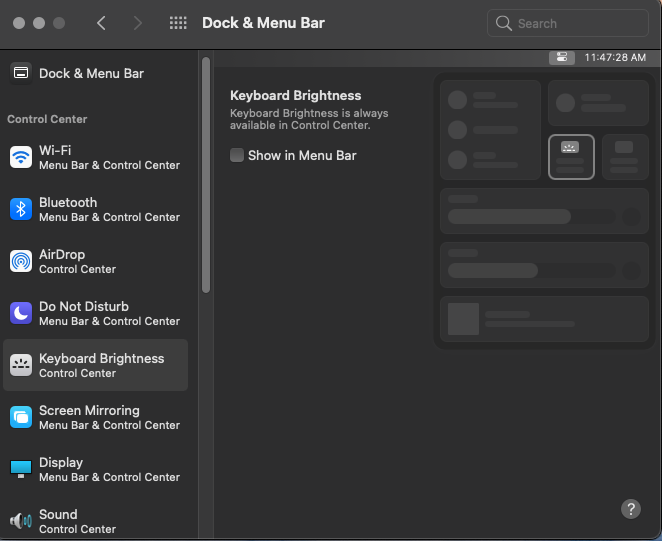 Dock & Menu Bar
Search
11:47:28 AM
Dock & Menu Bar
Control Center
Wi-Fi
Menu Bar & Control Center
Bluetooth
Menu Bar & Control Center
AirDrop
Control Center
Do Not Disturb
Menu Bar & Control Center
Keyboard Brightness
Control Center
Screen Mirroring
Menu Bar & Control Center
Display
Menu Bar & Control Center
Sound
Control Center
Keyboard Brightness
Keyboard Brightness is always
available in Control Center.
Show in Menu Bar
?